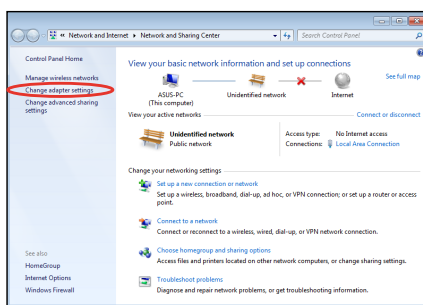 « Network and Internet ▸ Network and Sharing Center
Search Control Panel
Control Panel Home
Manage wireless networks
Change adapter settings
Change advanced sharing
settings
View your basic network information and set up connections
See full map
ASUS-PC
(This computer)
Unidentified network
Internet
View your active networks
Connect or disconnect
Unidentified network
Public network
Access type: No Internet access
Connections: Local Area Connection
Change your networking settings
Set up a new connection or network
Set up a wireless, broadband, dial-up, ad hoc, or VPN connection; or set up a router or access
point.
Connect to a network
Connect or reconnect to a wireless, wired, dial-up, or VPN network connection.
Choose homegroup and sharing options
Access files and printers located on other network computers, or change sharing settings.
Troubleshoot problems
Diagnose and repair network problems, or get troubleshooting information.
See also
HomeGroup
Internet Options
Windows Firewall